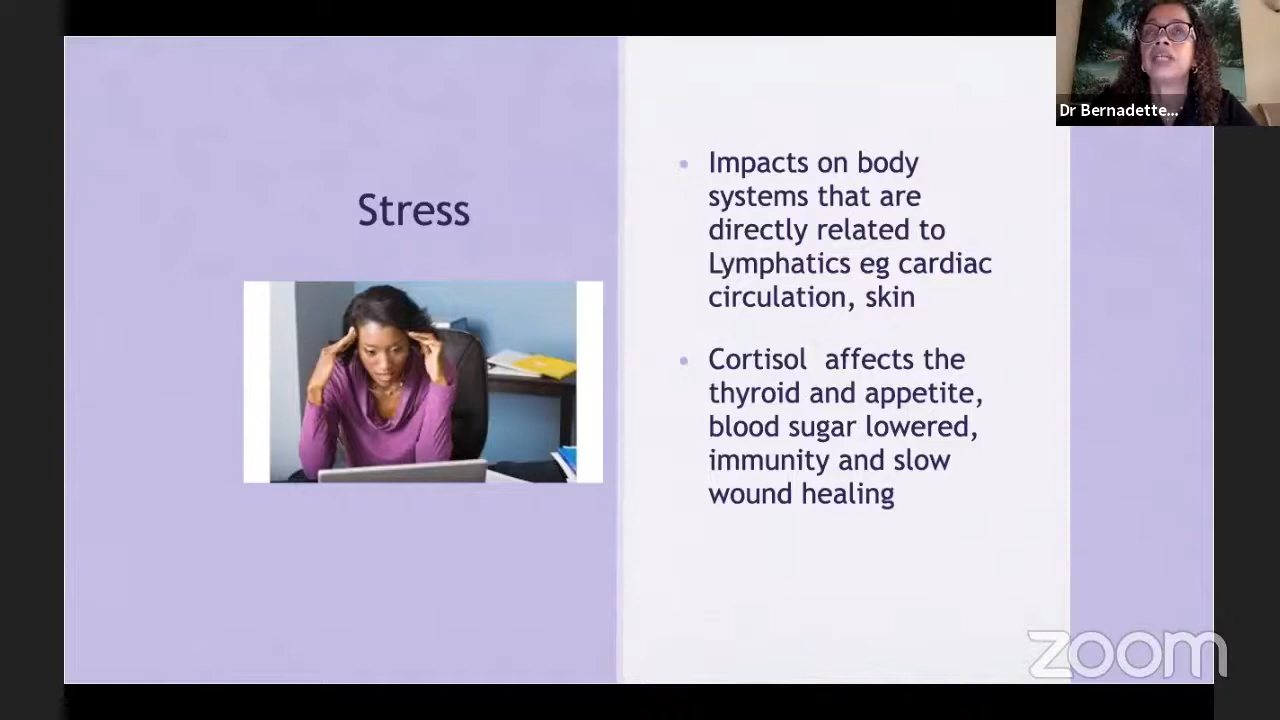 Dr Bernadette...
Stress
• Impacts on body
systems that are
directly related to
Lymphatics eg cardiac
circulation, skin
• Cortisol affects the
thyroid and appetite,
blood sugar lowered,
immunity and slow
wound healing
zoom